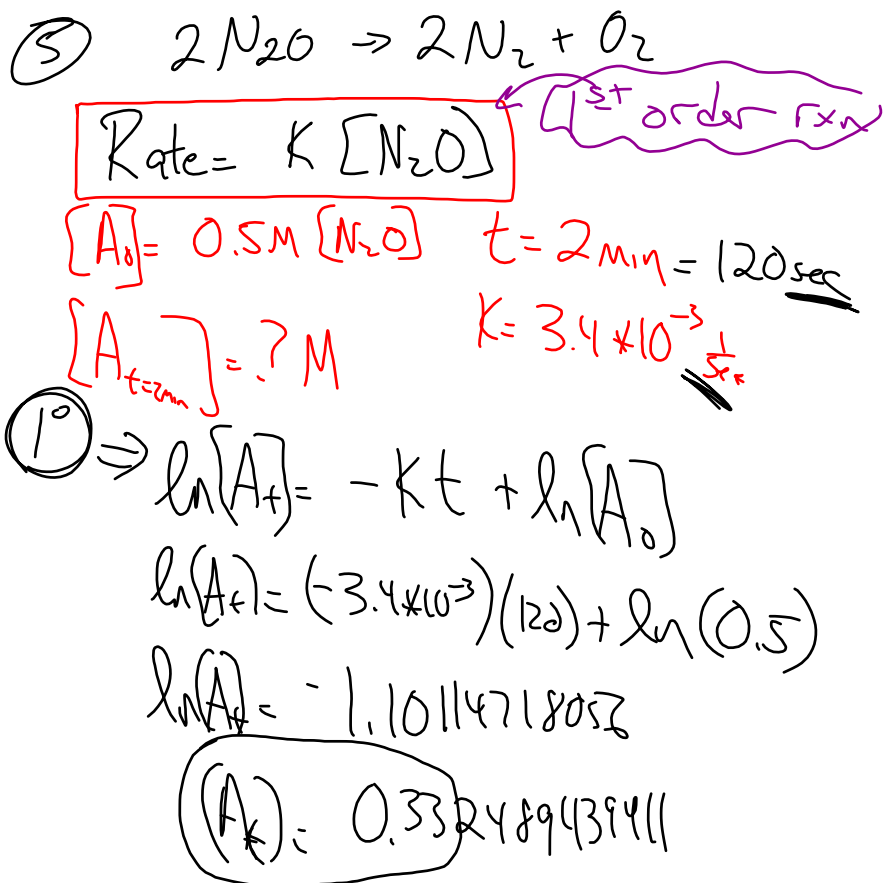 5 2N₂O → 2N₂ + O₂
1st order rxn
Rate = K [N₂O]
[A₀] = 0.5M [N₂O] t = 2min = 120sec
[A t=2min] = ? M K = 3.4*10⁻³ 1/sec
1° ⇒ ln[At] = -Kt + ln[A₀]
ln(At) = (-3.4*10⁻³)(120) + ln(0.5)
ln(At) = -1.10114718056
(At) = 0.332489439411